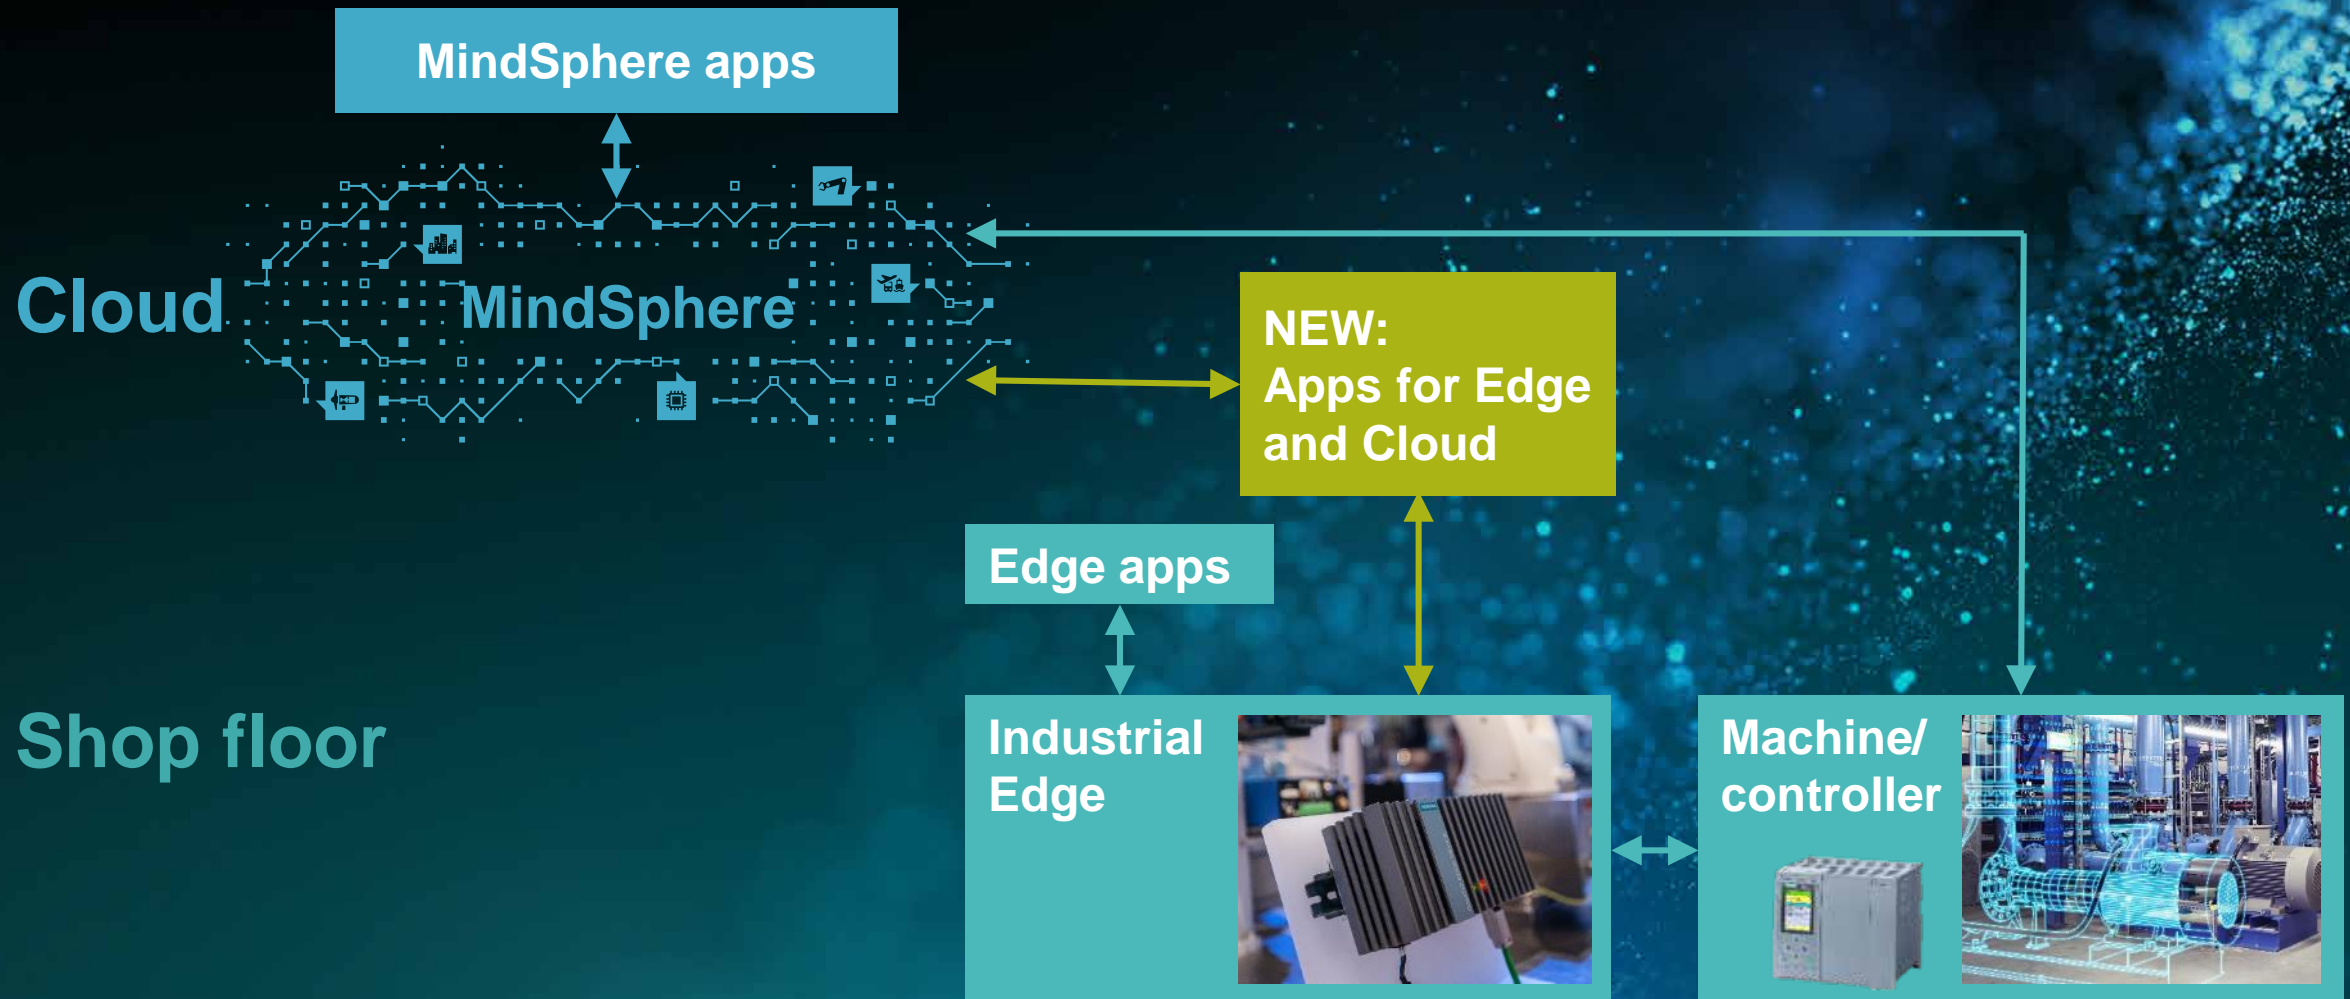 MindSphere apps
Cloud
MindSphere
NEW:
Apps for Edge
and Cloud
Edge apps
Shop floor
Industrial
Edge
Machine/
controller